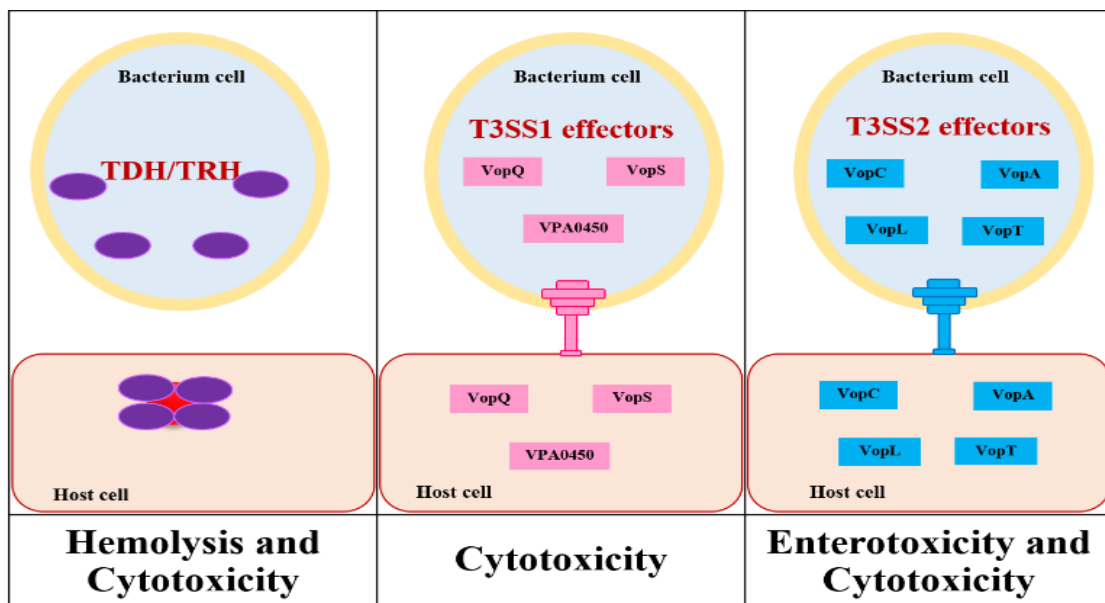 Bacterium cell
TDH/TRH
Host cell
Hemolysis and
Cytotoxicity
Bacterium cell
T3SS1 effectors
VopQ
VopS
VPA0450
VopQ
VopS
VPA0450
Host cell
Cytotoxicity
Bacterium cell
T3SS2 effectors
VopC
VopA
VopL
VopT
VopC
VopA
VopL
VopT
Host cell
Enterotoxicity and
Cytotoxicity